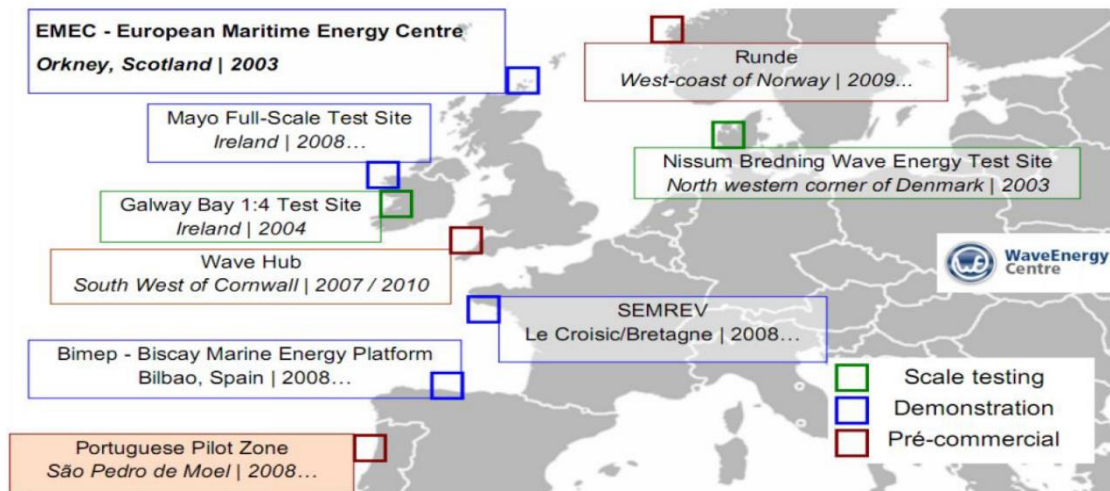 EMEC - European Maritime Energy Centre
Orkney, Scotland | 2003
Runde
West-coast of Norway | 2009...
Mayo Full-Scale Test Site
Ireland | 2008...
Nissum Bredning Wave Energy Test Site
North western corner of Denmark | 2003
Galway Bay 1:4 Test Site
Ireland | 2004
Wave Hub
South West of Cornwall | 2007 / 2010
WaveEnergy
Centre
SEMREV
Le Croisic/Bretagne | 2008...
Bimep - Biscay Marine Energy Platform
Bilbao, Spain | 2008...
Portuguese Pilot Zone
São Pedro de Moel | 2008...
Scale testing
Demonstration
Pré-commercial